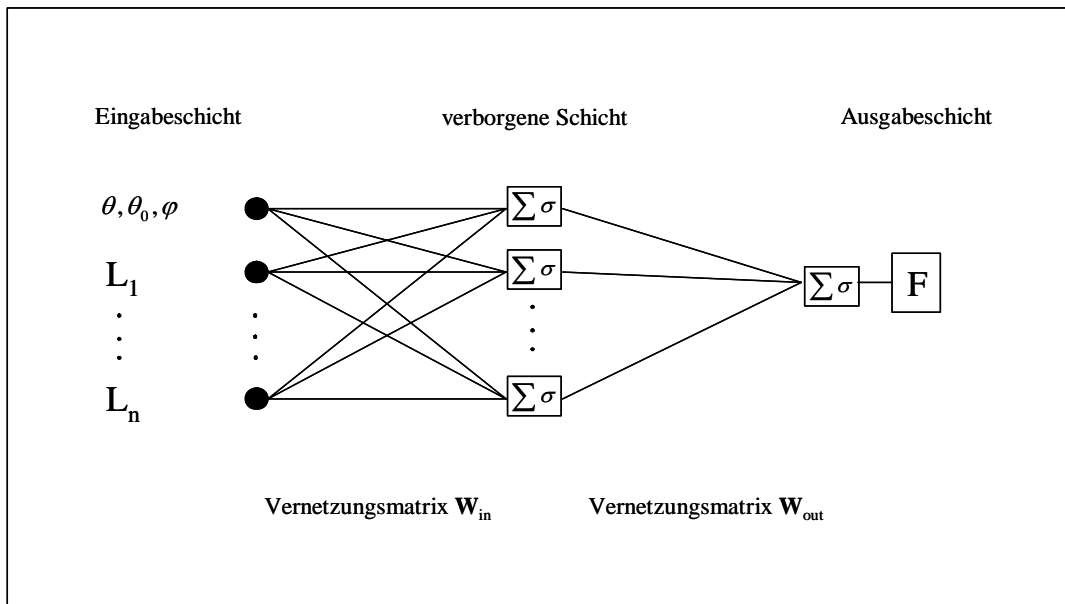 Eingabeschicht verborgene Schicht Ausgabeschicht
θ,θ₀,φ
∑σ
L₁
∑σ
∑σ F
Lₙ
∑σ
Vernetzungsmatrix W_in Vernetzungsmatrix W_out